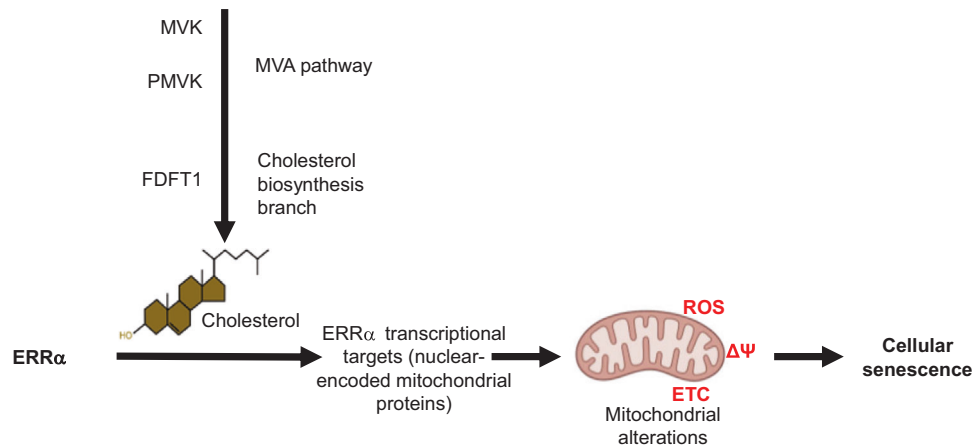 MVK
MVA pathway
PMVK
FDFT1
Cholesterol
biosynthesis
branch
HO
Cholesterol
ERRα
ERRα transcriptional
targets (nuclear-
encoded mitochondrial
proteins)
ROS
ΔΨ
ETC
Mitochondrial
alterations
Cellular
senescence